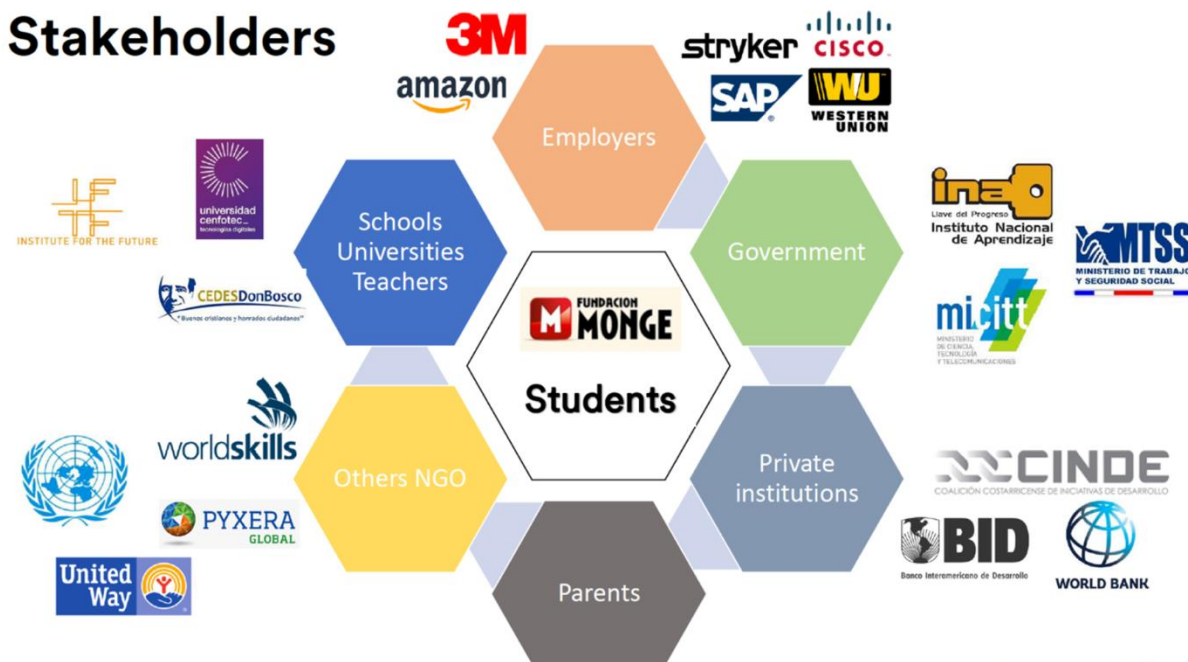 Stakeholders
3M
amazon
stryker
CISCO
SAP
WU
WESTERN
UNION
Employers
INSTITUTE FOR THE FUTURE
universidad
cenfotec_
tecnologías digitales
CEDESDonBosco
"Buenos cristianos y honrados ciudadanos"
Schools
Universities
Teachers
Government
ina
Llave del Progreso
Instituto Nacional
de Aprendizaje
MTSS
MINISTERIO DE TRABAJO
Y SEGURIDAD SOCIAL
micitt
MINISTERIO
DE CIENCIA,
TECNOLOGÍA
Y TELECOMUNICACIONES
M
FUNDACION
MONGE
Students
worldskills
PYXERA
GLOBAL
United
Way
Others NGO
Private
institutions
CINDE
COALICIÓN COSTARRICENSE DE INICIATIVAS DE DESARROLLO
BID
Banco Interamericano de Desarrollo
WORLD BANK
Parents